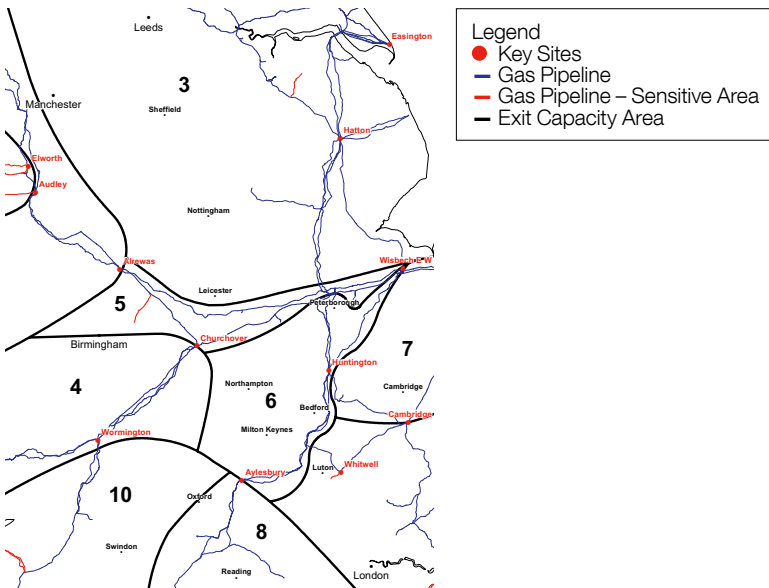 Leeds
Easington
3
Manchester
Sheffield
Hatton
Elworth
Audley
Nottingham
Alrewas
Wisbech E W
Leicester
5
Peterborough
Birmingham
Churchover
7
4
Huntington
Northampton
6
Cambridge
Bedford
Cambridge
Milton Keynes
Wormington
Luton
Whitwell
Aylesbury
10
Oxford
8
Swindon
Reading
London
Legend
Key Sites
Gas Pipeline
Gas Pipeline – Sensitive Area
Exit Capacity Area